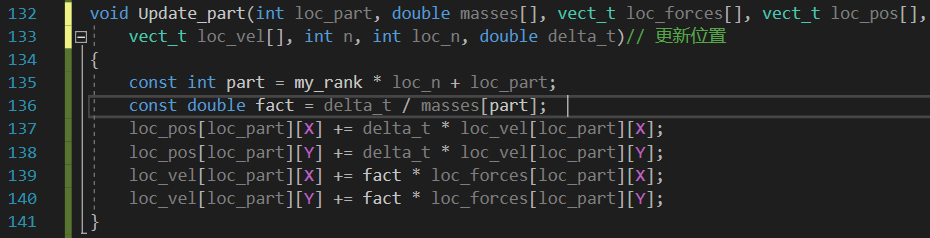 132 void Update_part(int loc_part, double masses[], vect_t loc_forces[], vect_t loc_pos[],
133 vect_t loc_vel[], int n, int loc_n, double delta_t)// 更新位置
134 {
135 const int part = my_rank * loc_n + loc_part;
136 const double fact = delta_t / masses[part];
137 loc_pos[loc_part][X] += delta_t * loc_vel[loc_part][X];
138 loc_pos[loc_part][Y] += delta_t * loc_vel[loc_part][Y];
139 loc_vel[loc_part][X] += fact * loc_forces[loc_part][X];
140 loc_vel[loc_part][Y] += fact * loc_forces[loc_part][Y];
141 }